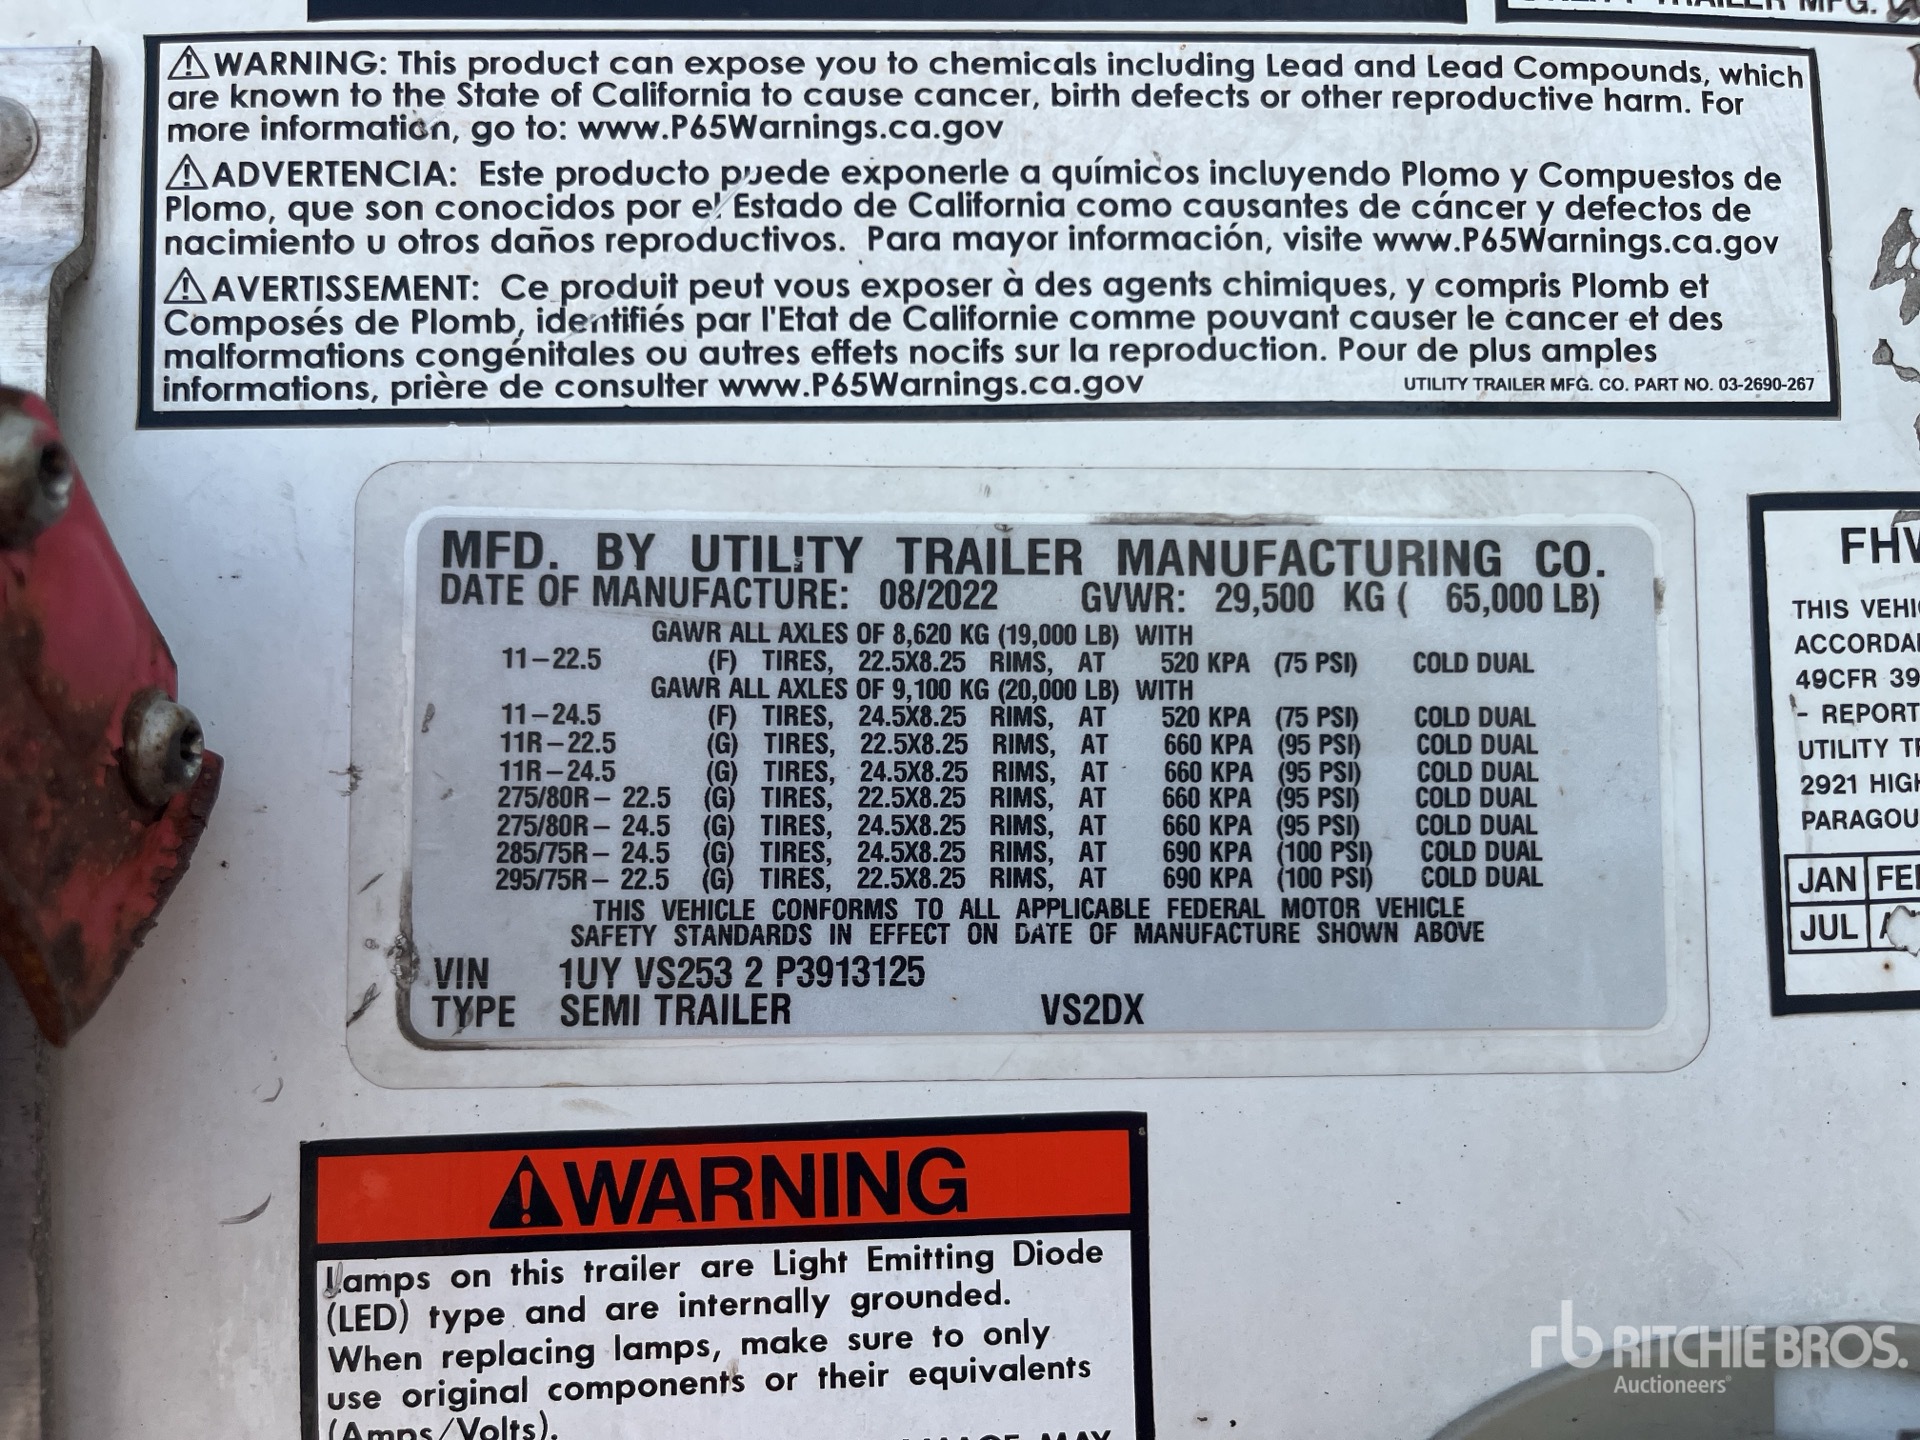 UTILITY TRAILER MFG.
⚠WARNING: This product can expose you to chemicals including Lead and Lead Compounds, which
are known to the State of California to cause cancer, birth defects or other reproductive harm. For
more information, go to: www.P65Warnings.ca.gov
⚠ADVERTENCIA: Este producto puede exponerle a químicos incluyendo Plomo y Compuestos de
Plomo, que son conocidos por el Estado de California como causantes de cáncer y defectos de
nacimiento u otros daños reproductivos. Para mayor información, visite www.P65Warnings.ca.gov
⚠AVERTISSEMENT: Ce produit peut vous exposer à des agents chimiques, y compris Plomb et
Composés de Plomb, identifiés par l'Etat de Californie comme pouvant causer le cancer et des
malformations congénitales ou autres effets nocifs sur la reproduction. Pour de plus amples
informations, prière de consulter www.P65Warnings.ca.gov
UTILITY TRAILER MFG. CO. PART NO. 03-2690-267
MFD. BY UTILITY TRAILER MANUFACTURING CO.
DATE OF MANUFACTURE: 08/2022 GVWR: 29,500 KG ( 65,000 LB)
GAWR ALL AXLES OF 8,620 KG (19,000 LB) WITH
11-22.5 (F) TIRES, 22.5X8.25 RIMS, AT 520 KPA (75 PSI) COLD DUAL
GAWR ALL AXLES OF 9,100 KG (20,000 LB) WITH
11-24.5 (F) TIRES, 24.5X8.25 RIMS, AT 520 KPA (75 PSI) COLD DUAL
11R-22.5 (G) TIRES, 22.5X8.25 RIMS, AT 660 KPA (95 PSI) COLD DUAL
11R-24.5 (G) TIRES, 24.5X8.25 RIMS, AT 660 KPA (95 PSI) COLD DUAL
275/80R- 22.5 (G) TIRES, 22.5X8.25 RIMS, AT 660 KPA (95 PSI) COLD DUAL
275/80R- 24.5 (G) TIRES, 24.5X8.25 RIMS, AT 660 KPA (95 PSI) COLD DUAL
285/75R- 24.5 (G) TIRES, 24.5X8.25 RIMS, AT 690 KPA (100 PSI) COLD DUAL
295/75R- 22.5 (G) TIRES, 22.5X8.25 RIMS, AT 690 KPA (100 PSI) COLD DUAL
THIS VEHICLE CONFORMS TO ALL APPLICABLE FEDERAL MOTOR VEHICLE
SAFETY STANDARDS IN EFFECT ON DATE OF MANUFACTURE SHOWN ABOVE
VIN 1UY VS253 2 P3913125
TYPE SEMI TRAILER VS2DX
FHW
THIS VEHI
ACCORDA
49CFR 39
- REPORT
UTILITY T
2921 HIGH
PARAGOU
JAN FE
JUL
⚠WARNING
Lamps on this trailer are Light Emitting Diode
(LED) type and are internally grounded.
When replacing lamps, make sure to only
use original components or their equivalents
(Amps/Volts).
MAY
rb RITCHIE BROS.
Auctioneers